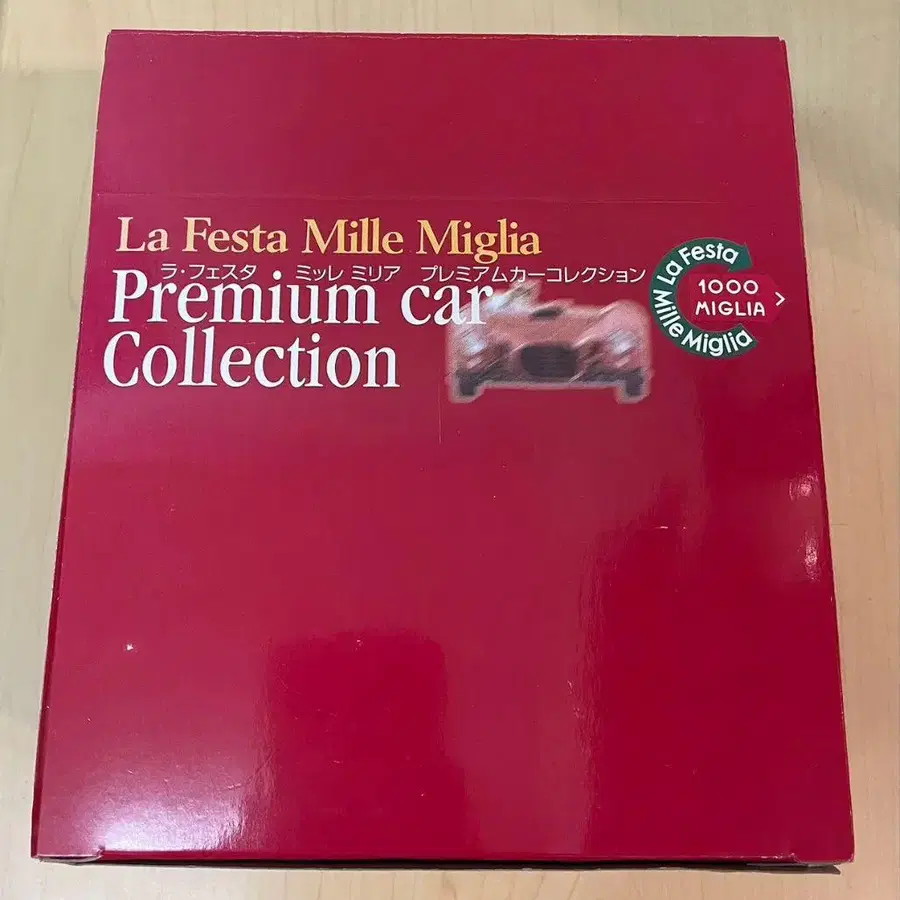 La Festa Mille Miglia
ラ・フェスタ ミッレ ミリア プレミアムカーコレクション
Premium car
Collection
La Festa
Mille Miglia
1000
MIGLIA